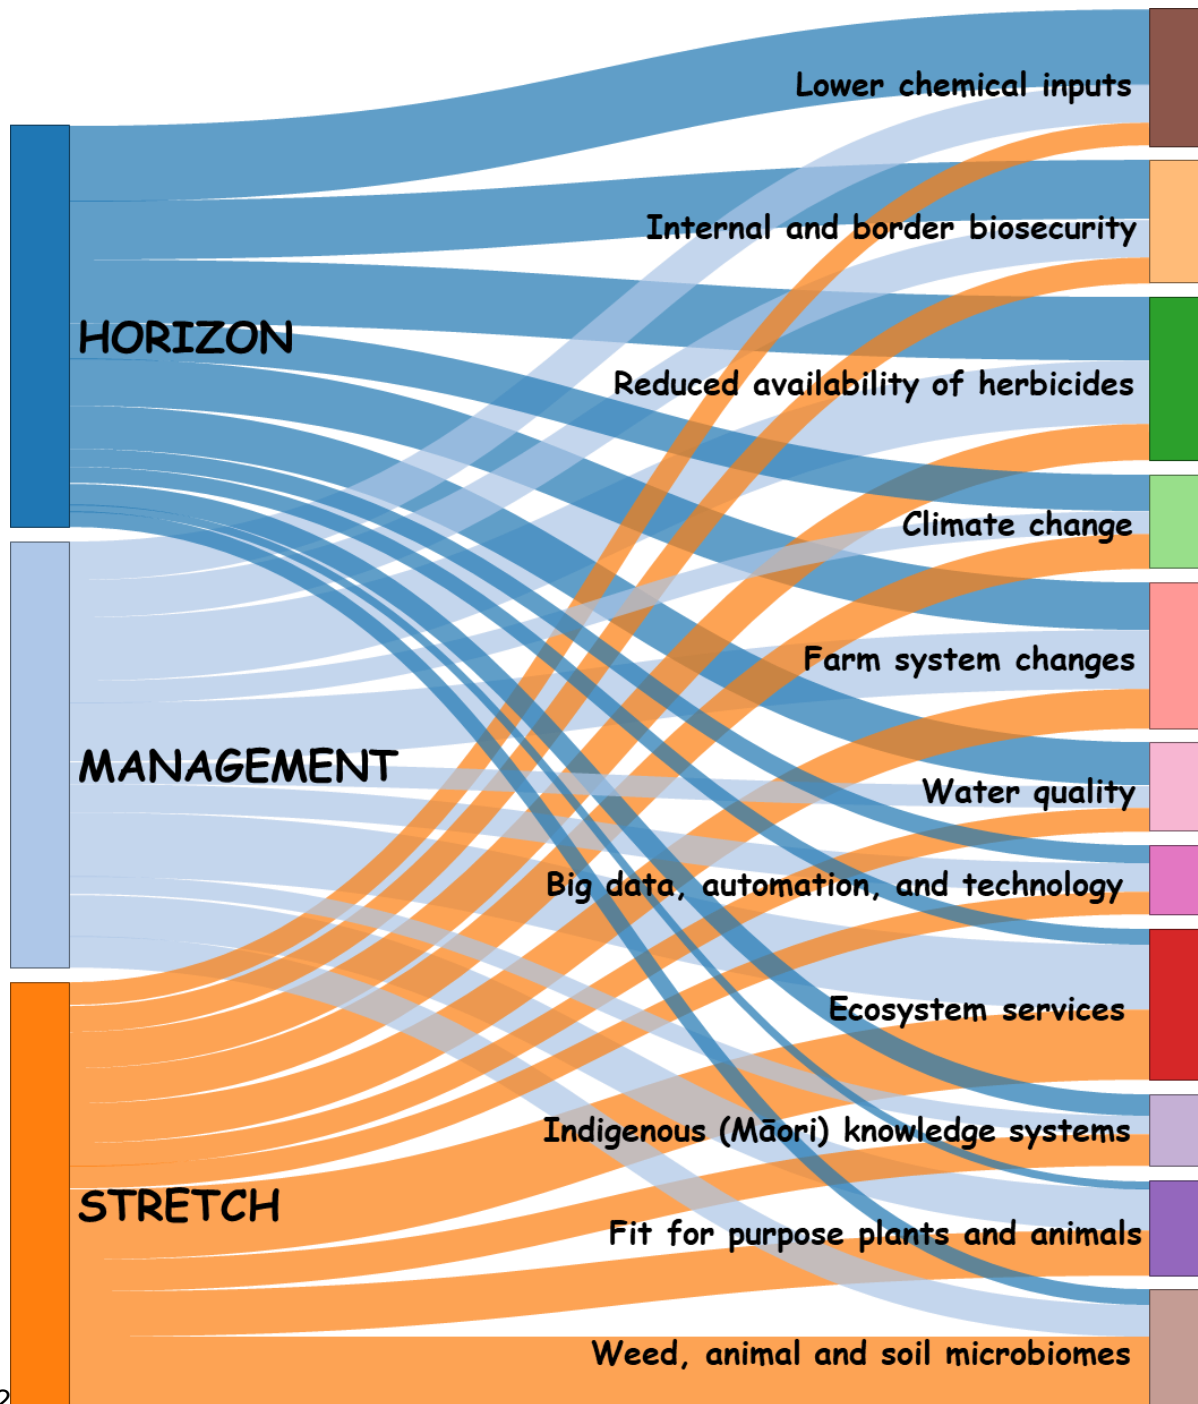 Lower chemical inputs
Internal and border biosecurity
HORIZON
Reduced availability of herbicides
Climate change
Farm system changes
MANAGEMENT
Water quality
Big data, automation, and technology
Ecosystem services
Indigenous (Māori) knowledge systems
STRETCH
Fit for purpose plants and animals
Weed, animal and soil microbiomes
2